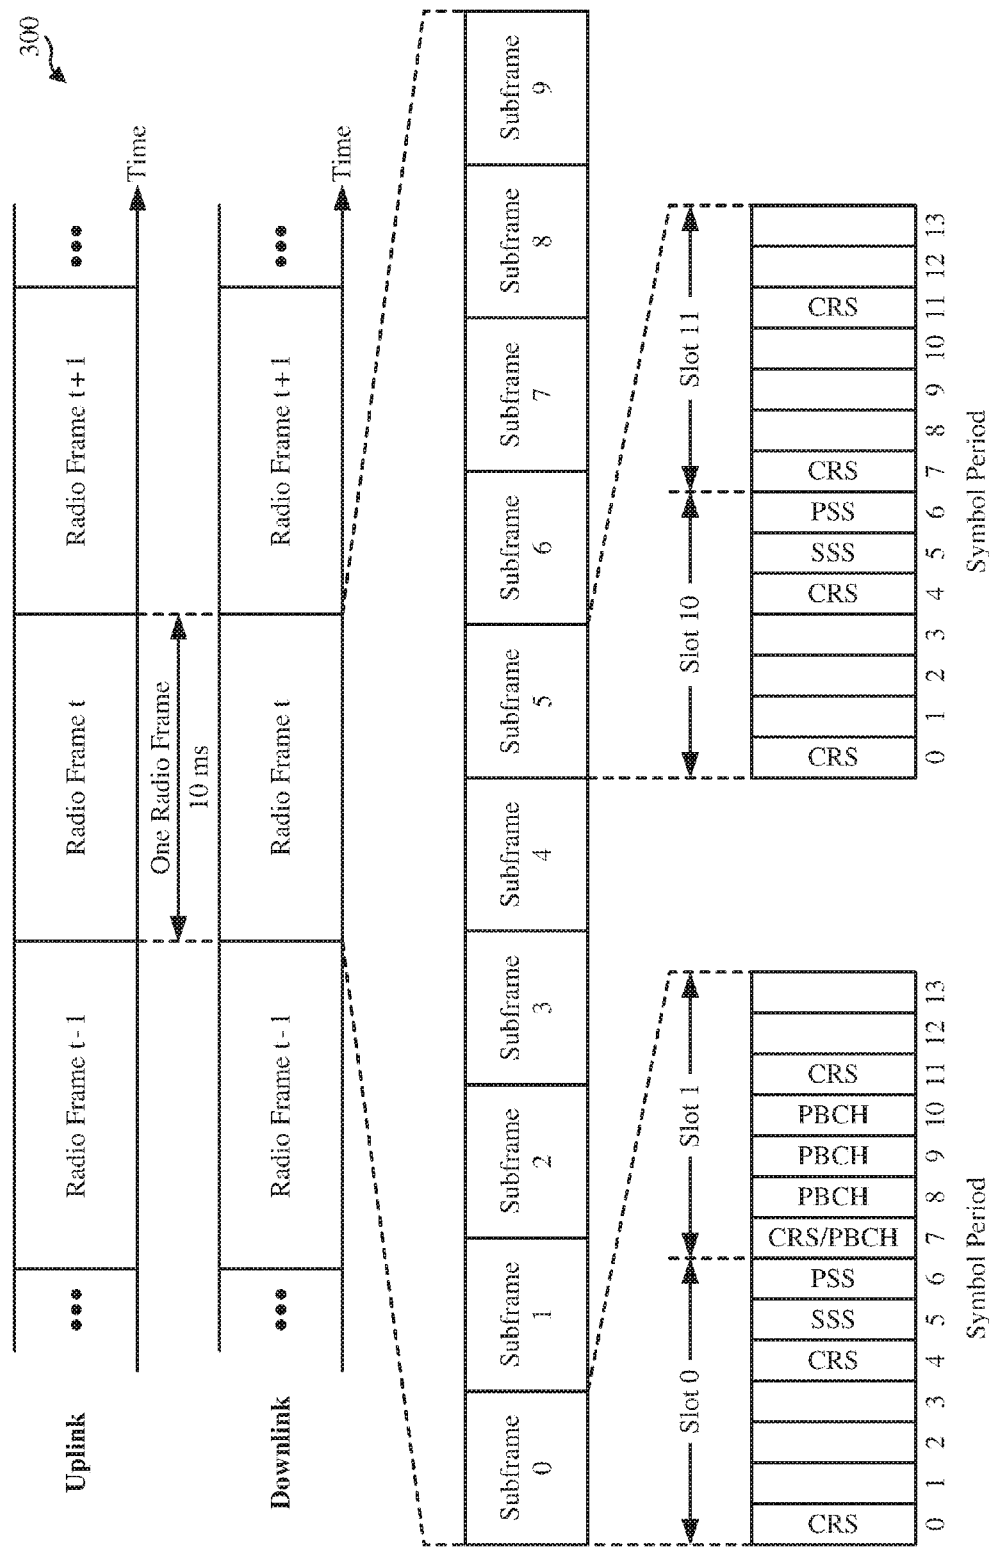 300
Uplink
Radio Frame t - 1
Radio Frame t
Radio Frame t + 1
Time
One Radio Frame
10 ms
Downlink
Radio Frame t - 1
Radio Frame t
Radio Frame t + 1
Time
Subframe
0
Subframe
1
Subframe
2
Subframe
3
Subframe
4
Subframe
5
Subframe
6
Subframe
7
Subframe
8
Subframe
9
Slot 0
Slot 1
CRS
CRS
SSS
PSS
CRS/PBCH
PBCH
PBCH
PBCH
CRS
0 1 2 3 4 5 6 7 8 9 10 11 12 13
Symbol Period
Slot 10
Slot 11
CRS
CRS
SSS
PSS
CRS
CRS
0 1 2 3 4 5 6 7 8 9 10 11 12 13
Symbol Period